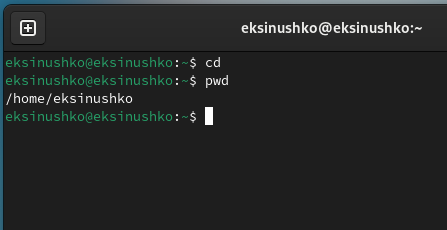 eksinushko@eksinushko:~
eksinushko@eksinushko:~$ cd
eksinushko@eksinushko:~$ pwd
/home/eksinushko
eksinushko@eksinushko:~$